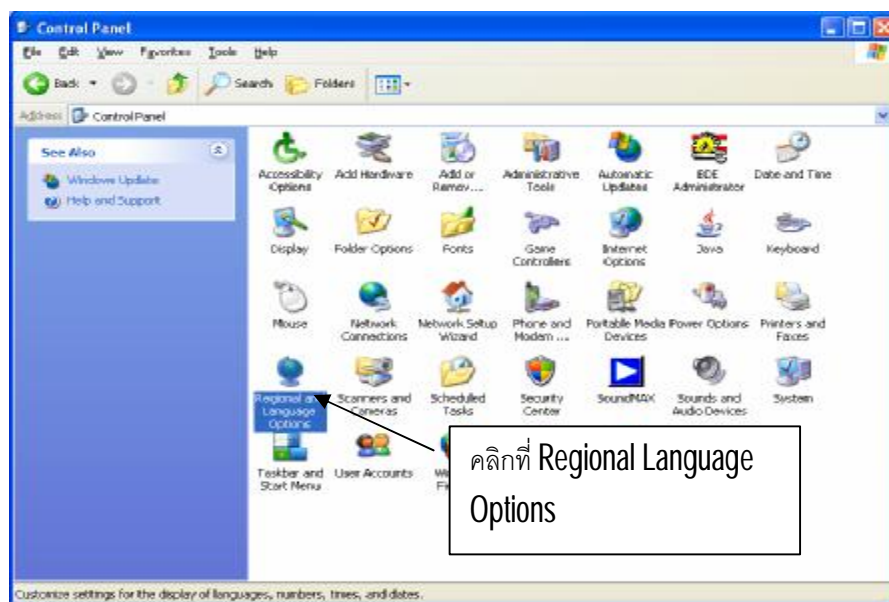 Control Panel
File Edit View Favorites Tools Help
Back Search Folders
Address Control Panel
See Also
Windows Update
Help and Support
Accessibility Options
Add Hardware
Add or Remov...
Administrative Tools
Automatic Updates
BDE Administrator
Date and Time
Display
Folder Options
Fonts
Game Controllers
Internet Options
Java
Keyboard
Mouse
Network Connections
Network Setup Wizard
Phone and Modem ...
Portable Media Devices
Power Options
Printers and Faxes
Regional and Language Options
Scanners and Cameras
Scheduled Tasks
Security Center
SoundMAX
Sounds and Audio Devices
System
Taskbar and Start Menu
User Accounts
คลิกที่ Regional Language
Options
Customize settings for the display of languages, numbers, times, and dates.